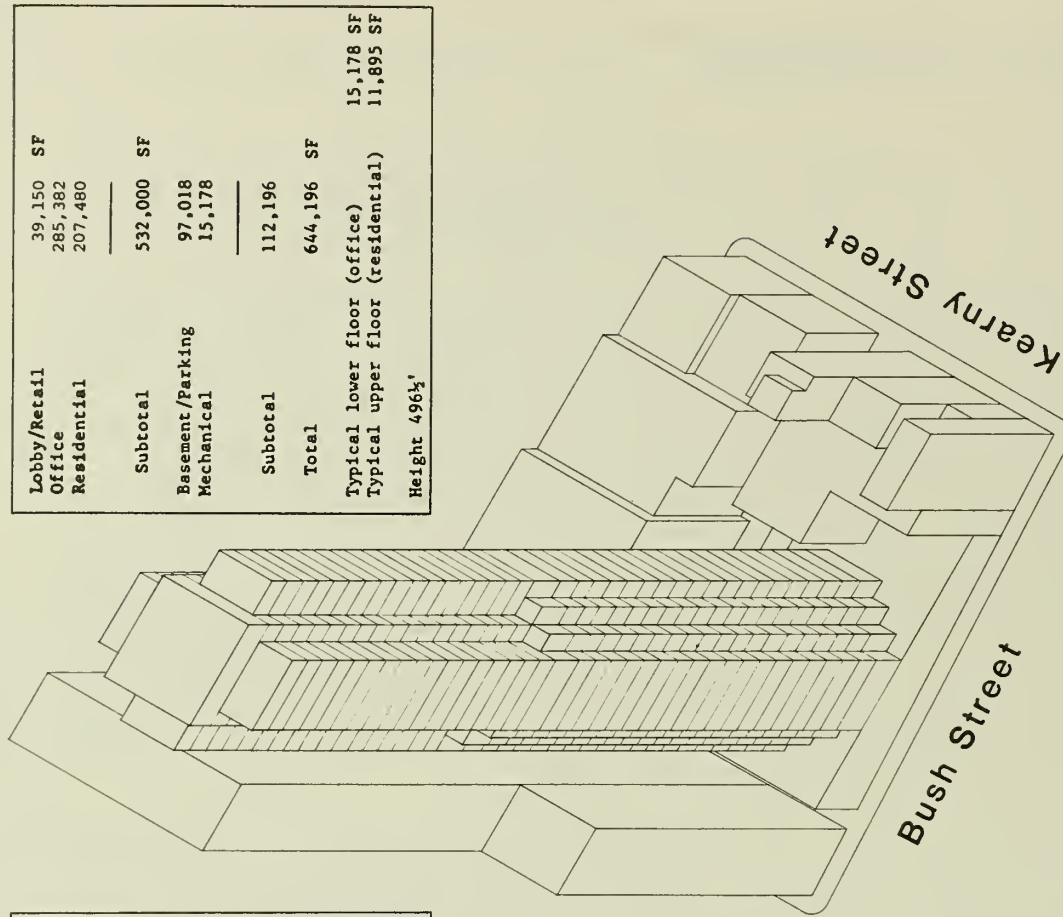 Lobby/Retail 39,150 SF
Office 285,382
Residential 207,480
Subtotal 532,000 SF
Basement/Parking 97,018
Mechanical 15,178
Subtotal 112,196
Total 644,196 SF
Typical lower floor (office) 15,178 SF
Typical upper floor (residential) 11,895 SF
Height 496½'
Kearny Street
Bush Street